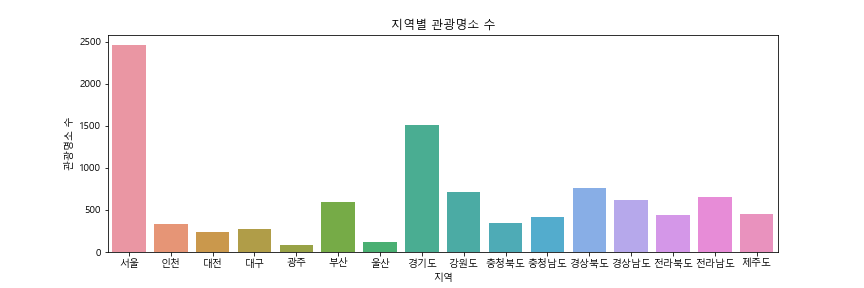 지역별 관광명소 수
관광명소 수
2500
2000
1500
1000
500
0
서울 인천 대전 대구 광주 부산 울산 경기도 강원도 충청북도 충청남도 경상북도 경상남도 전라북도 전라남도 제주도
지역